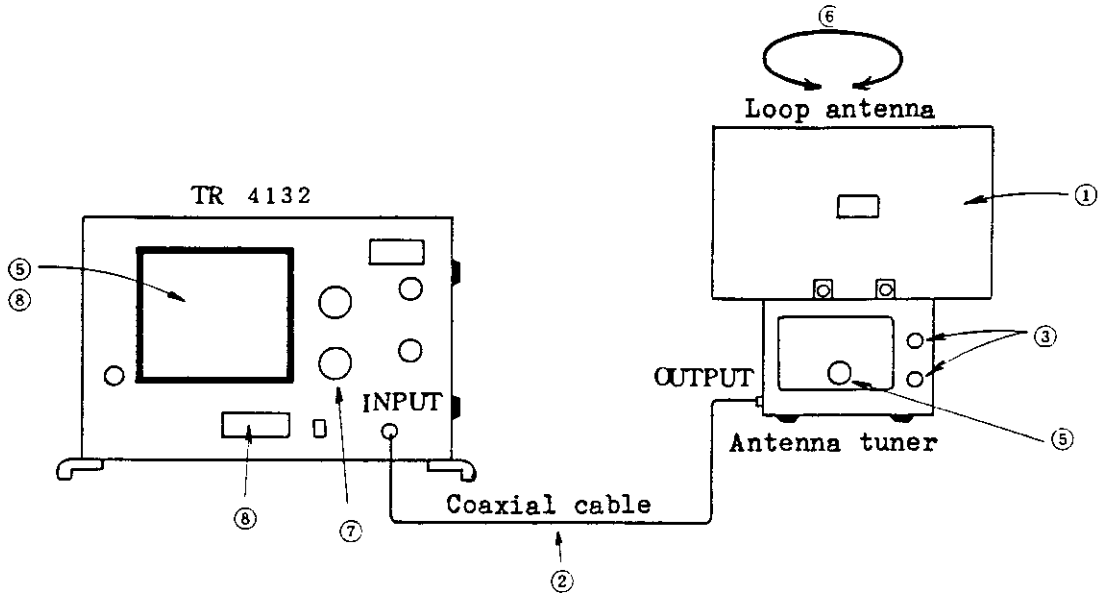 ⑥
Loop antenna
①
TR 4132
⑤
⑧
③
OUTPUT
INPUT
Antenna tuner
⑤
Coaxial cable
⑧
⑦
②